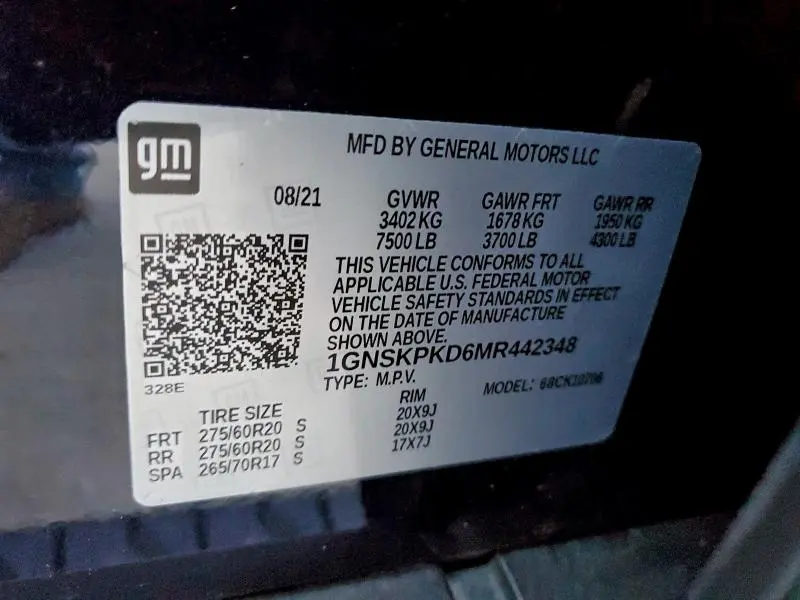 gm
MFD BY GENERAL MOTORS LLC
08/21 GVWR GAWR FRT GAWR RR
3402 KG 1678 KG 1950 KG
7500 LB 3700 LB 4300 LB
THIS VEHICLE CONFORMS TO ALL
APPLICABLE U.S. FEDERAL MOTOR
VEHICLE SAFETY STANDARDS IN EFFECT
ON THE DATE OF MANUFACTURE
SHOWN ABOVE.
1GNSKPKD6MR442348
TYPE: M.P.V. MODEL:
328E
TIRE SIZE RIM
FRT 275/60R20 S 20X9J
RR 275/60R20 S 20X9J
SPA 265/70R17 S 17X7J